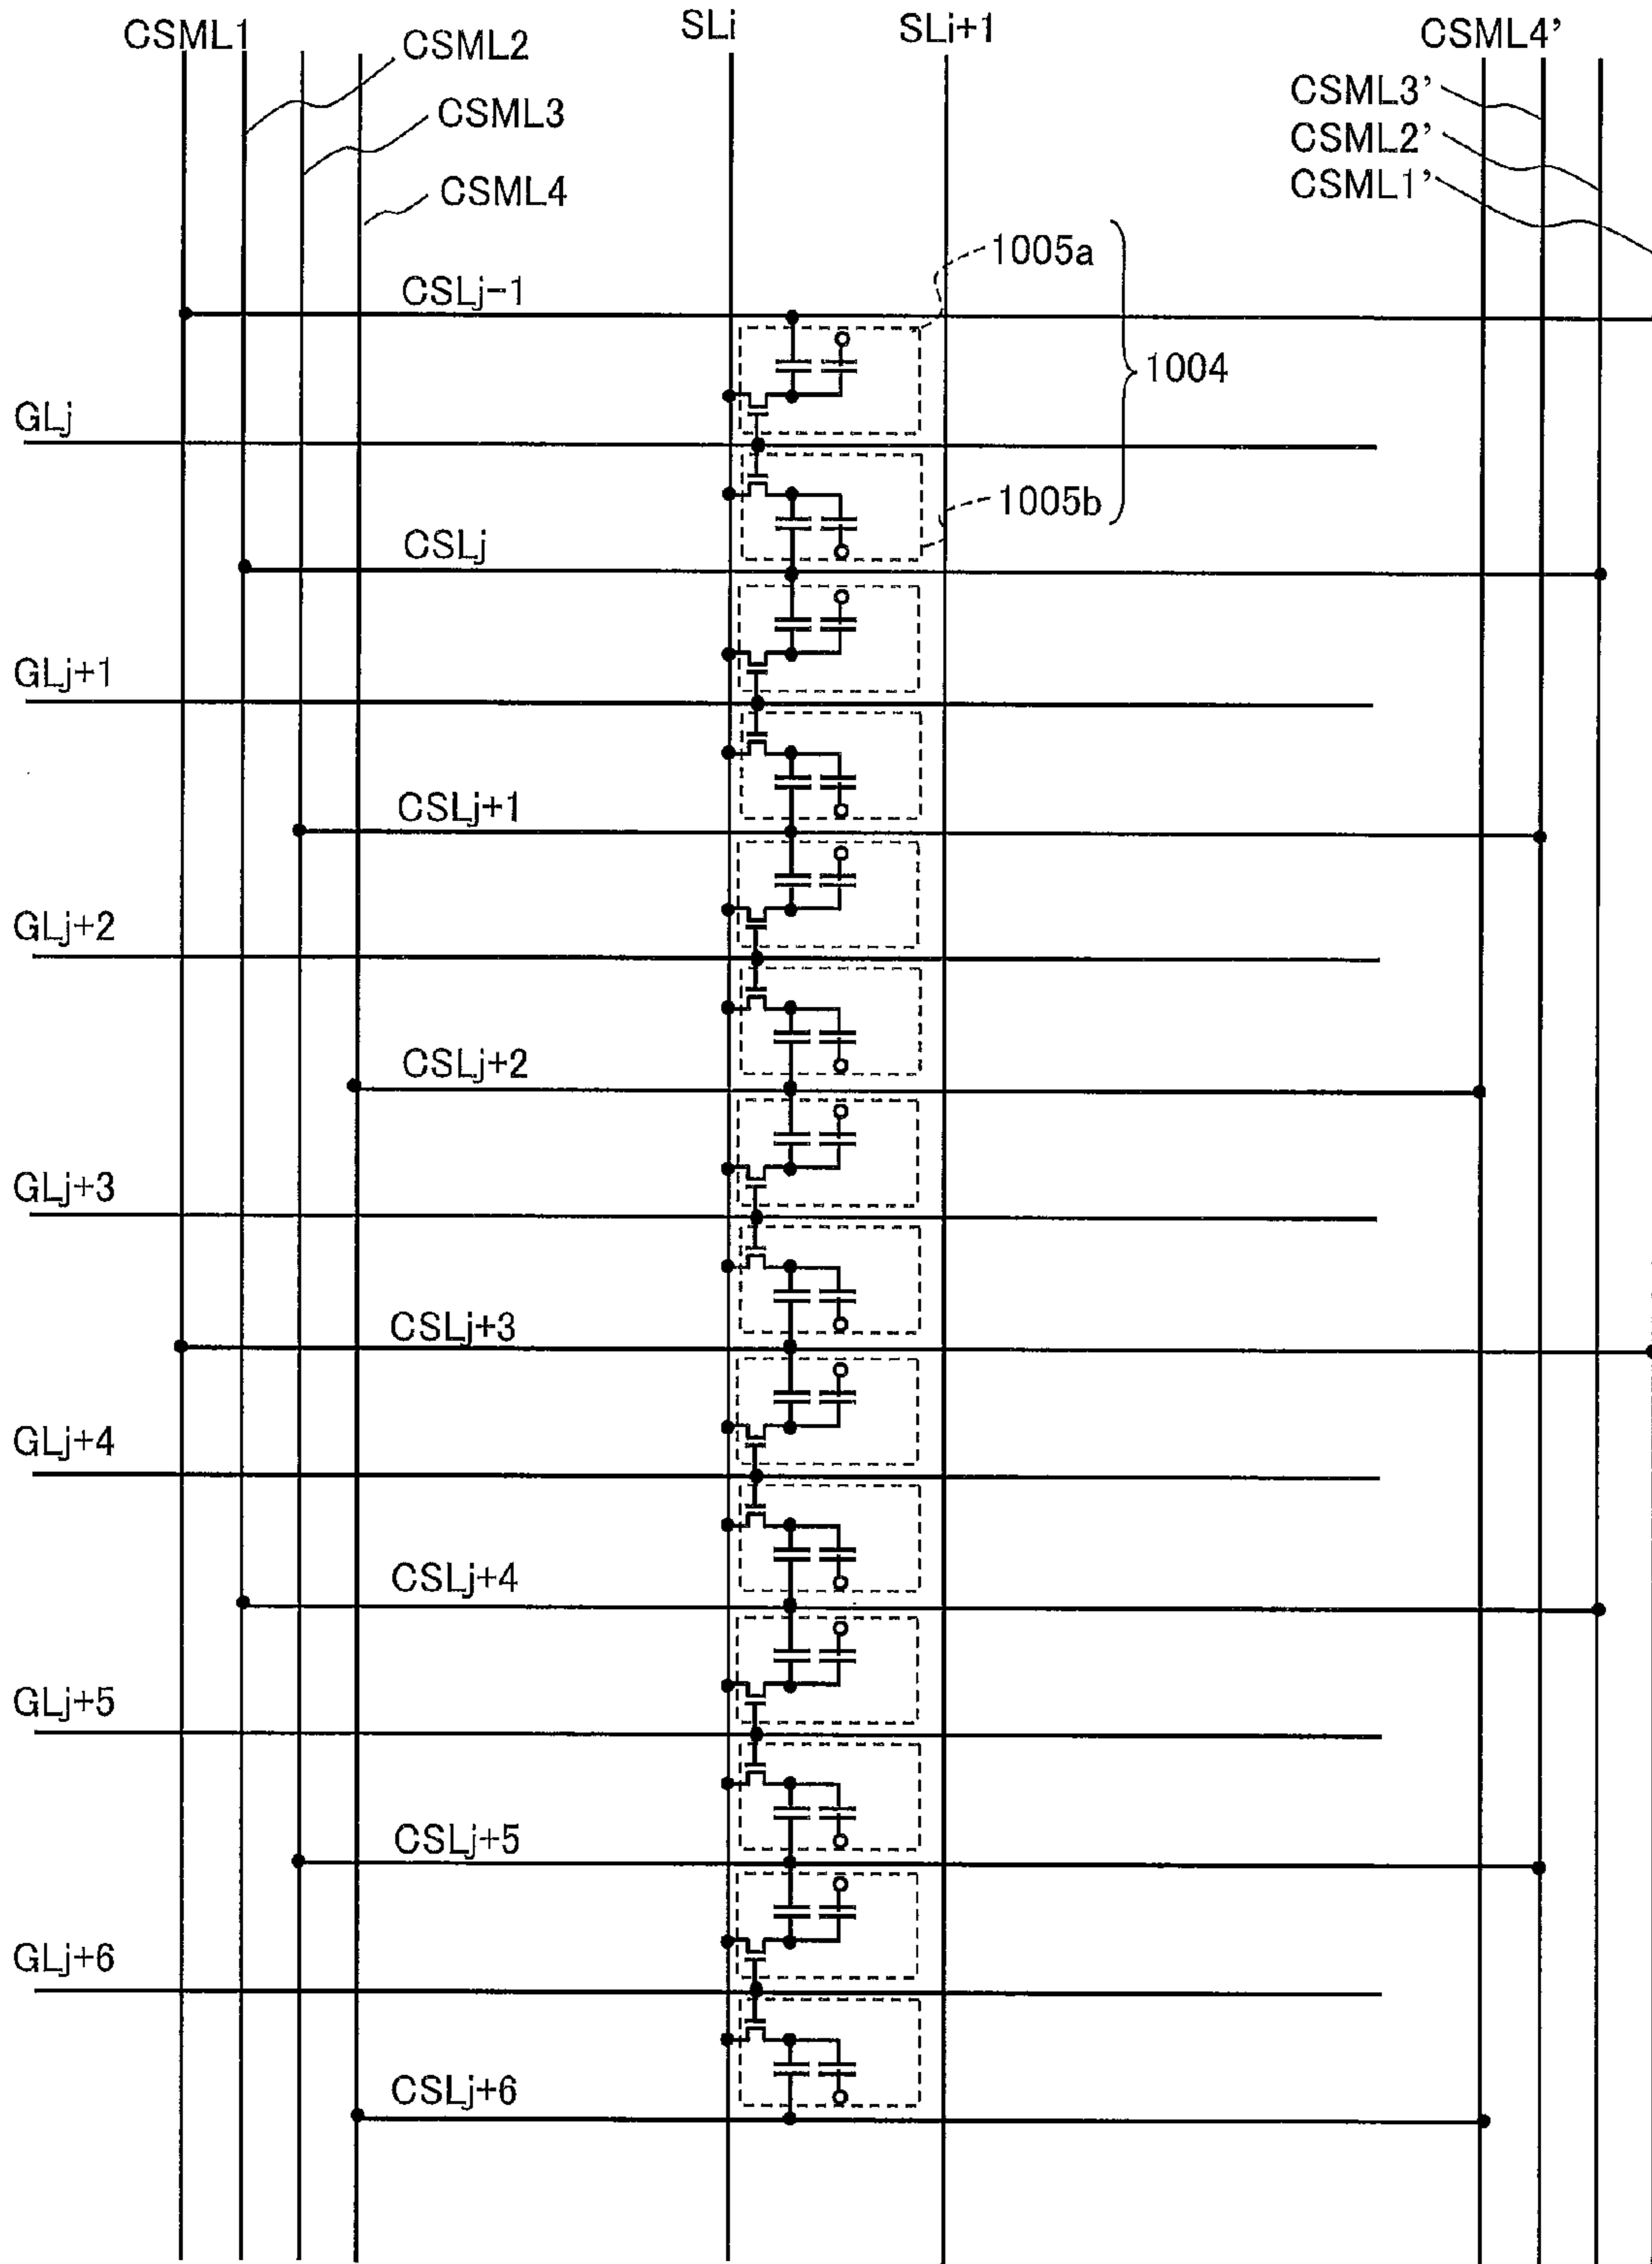 CSML1
CSML2
CSML3
CSML4
SLi
SLi+1
CSML4'
CSML3'
CSML2'
CSML1'
1005a
CSLj-1
1004
GLj
1005b
CSLj
GLj+1
CSLj+1
GLj+2
CSLj+2
GLj+3
CSLj+3
GLj+4
CSLj+4
GLj+5
CSLj+5
GLj+6
CSLj+6